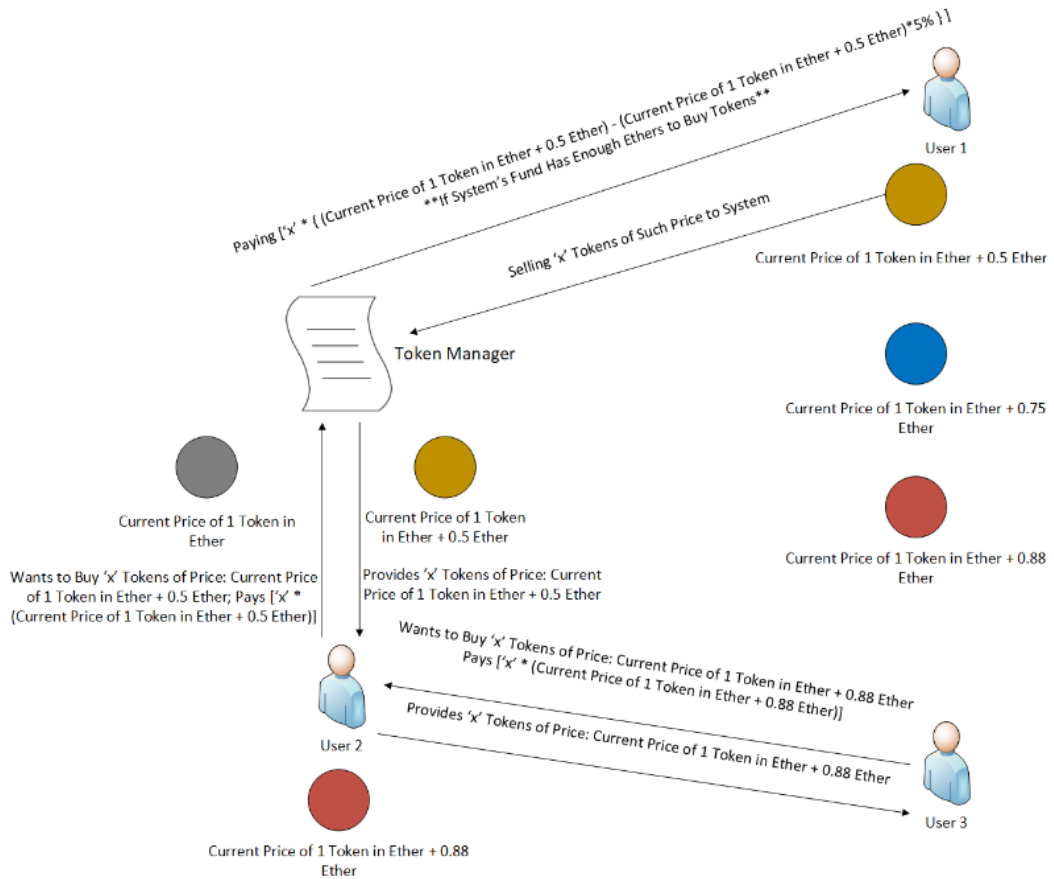 Paying ['x' * { (Current Price of 1 Token in Ether + 0.5 Ether) - (Current Price of 1 Token in Ether + 0.5 Ether)*5% } ]
**If System's Fund Has Enough Ethers to Buy Tokens**
User 1
Selling 'x' Tokens of Such Price to System
Current Price of 1 Token in Ether + 0.5 Ether
Token Manager
Current Price of 1 Token in Ether + 0.75
Ether
Current Price of 1 Token in
Ether
Current Price of 1 Token
in Ether + 0.5 Ether
Current Price of 1 Token in Ether + 0.88
Ether
Wants to Buy 'x' Tokens of Price: Current Price
of 1 Token in Ether + 0.5 Ether; Pays ['x' *
(Current Price of 1 Token in Ether + 0.5 Ether)]
Provides 'x' Tokens of Price: Current
Price of 1 Token in Ether + 0.5 Ether
Wants to Buy 'x' Tokens of Price: Current Price of 1 Token in Ether + 0.88 Ether
Pays ['x' * (Current Price of 1 Token in Ether + 0.88 Ether)]
Provides 'x' Tokens of Price: Current Price of 1 Token in Ether + 0.88 Ether
User 2
User 3
Current Price of 1 Token in Ether + 0.88
Ether